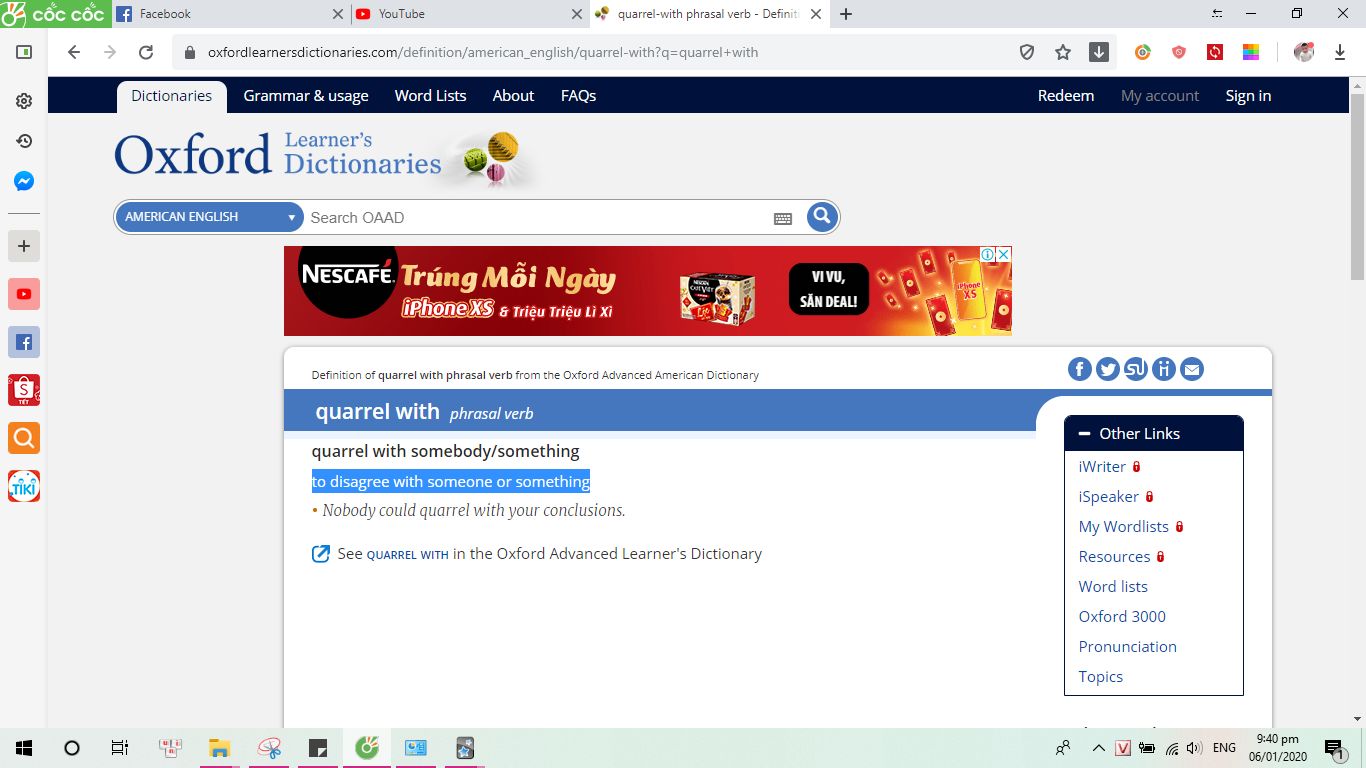 cốc cốc
Facebook
YouTube
quarrel-with phrasal verb - Definiti
oxfordlearnersdictionaries.com/definition/american_english/quarrel-with?q=quarrel+with
Dictionaries Grammar & usage Word Lists About FAQs Redeem My account Sign in
Oxford Learner's Dictionaries
AMERICAN ENGLISH
Search OAAD
NESCAFÉ. Trúng Mỗi Ngày
iPhone XS & Triệu Triệu Lì Xì
VI VU,
SĂN DEAL!
iPhone
XS
Definition of quarrel with phrasal verb from the Oxford Advanced American Dictionary
quarrel with phrasal verb
quarrel with somebody/something
to disagree with someone or something
• Nobody could quarrel with your conclusions.
See QUARREL WITH in the Oxford Advanced Learner's Dictionary
Other Links
iWriter
iSpeaker
My Wordlists
Resources
Word lists
Oxford 3000
Pronunciation
Topics
TẾT
TIKI
ENG
9:40 pm
06/01/2020